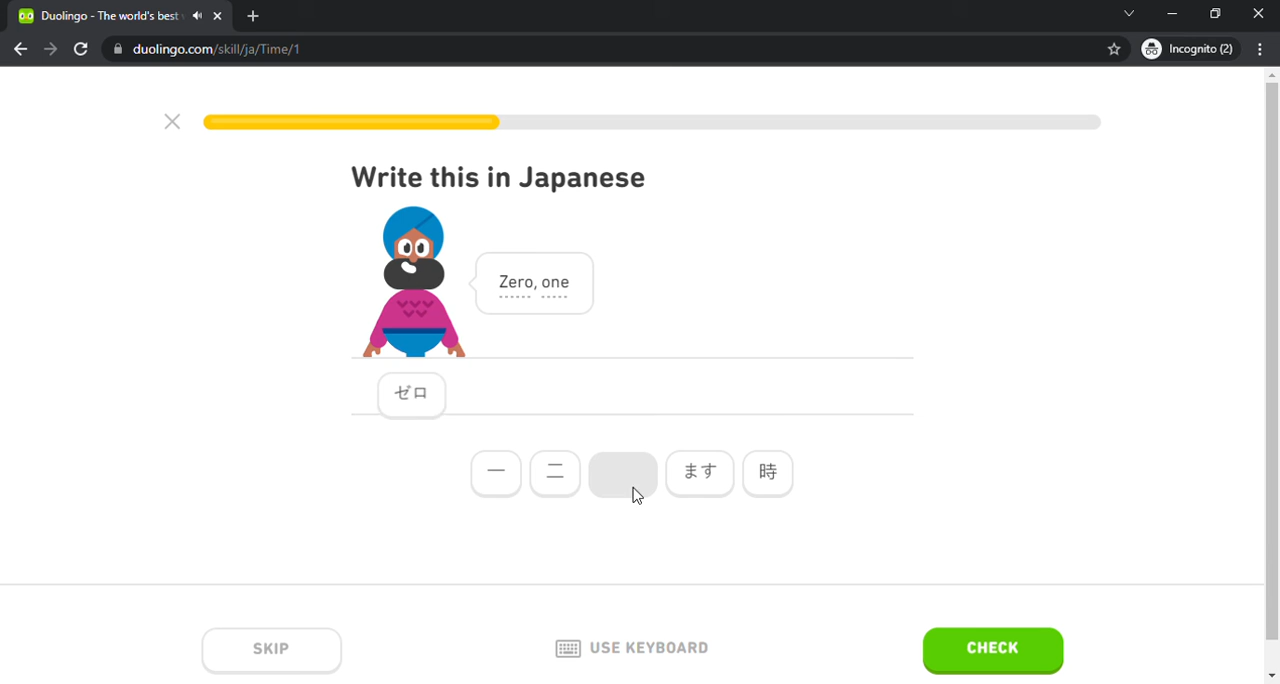 Duolingo - The world's best
duolingo.com/skill/ja/Time/1
Incognito (2)
Write this in Japanese
Zero, one
ゼロ
一 二 ます 時
SKIP
USE KEYBOARD
CHECK